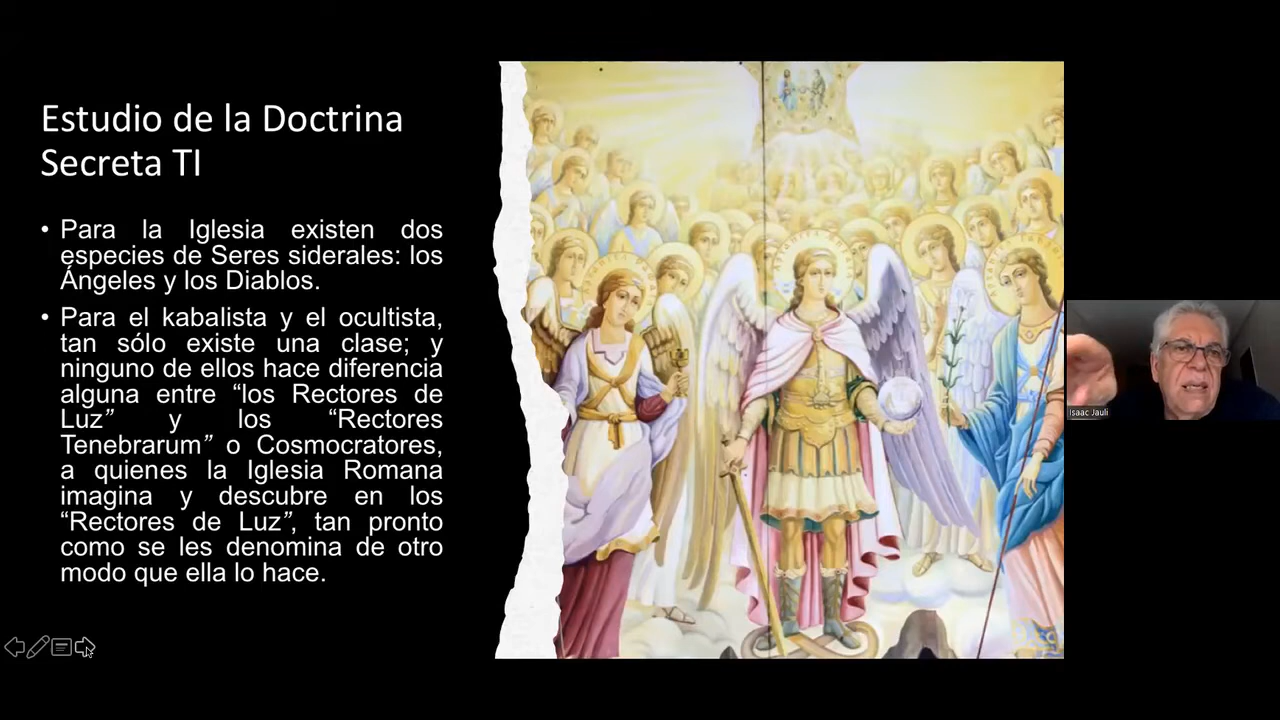 Estudio de la Doctrina
Secreta TI
• Para la Iglesia existen dos
especies de Seres siderales: los
Ángeles y los Diablos.
• Para el kabalista y el ocultista,
tan sólo existe una clase; y
ninguno de ellos hace diferencia
alguna entre “los Rectores de
Luz” y los “Rectores
Tenebrarum” o Cosmocratores,
a quienes la Iglesia Romana
imagina y descubre en los
“Rectores de Luz”, tan pronto
como se les denomina de otro
modo que ella lo hace.
Isaac Jauli